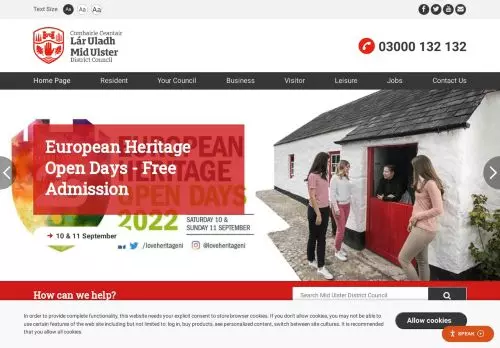 Text Size Aa Aa Aa
Comhairle Ceantair
Lár Uladh
Mid Ulster
District Council
03000 132 132
Home Page Resident Your Council Business Visitor Leisure Jobs Contact Us
EUROPEAN
HERITAGE
OPEN DAYS
2022
SATURDAY 10 &
SUNDAY 11 SEPTEMBER
/loveheritageni @loveheritageni
European Heritage
Open Days - Free
Admission
10 & 11 September
How can we help?
Search Mid Ulster District Council
In order to provide complete functionality, this website needs your explicit consent to store browser cookies. If you don't allow cookies, you may not be able to
use certain features of the web site including but not limited to: log in, buy products, see personalized content, switch between site cultures. It is recommended
that you allow all cookies.
Allow cookies
SPEAK